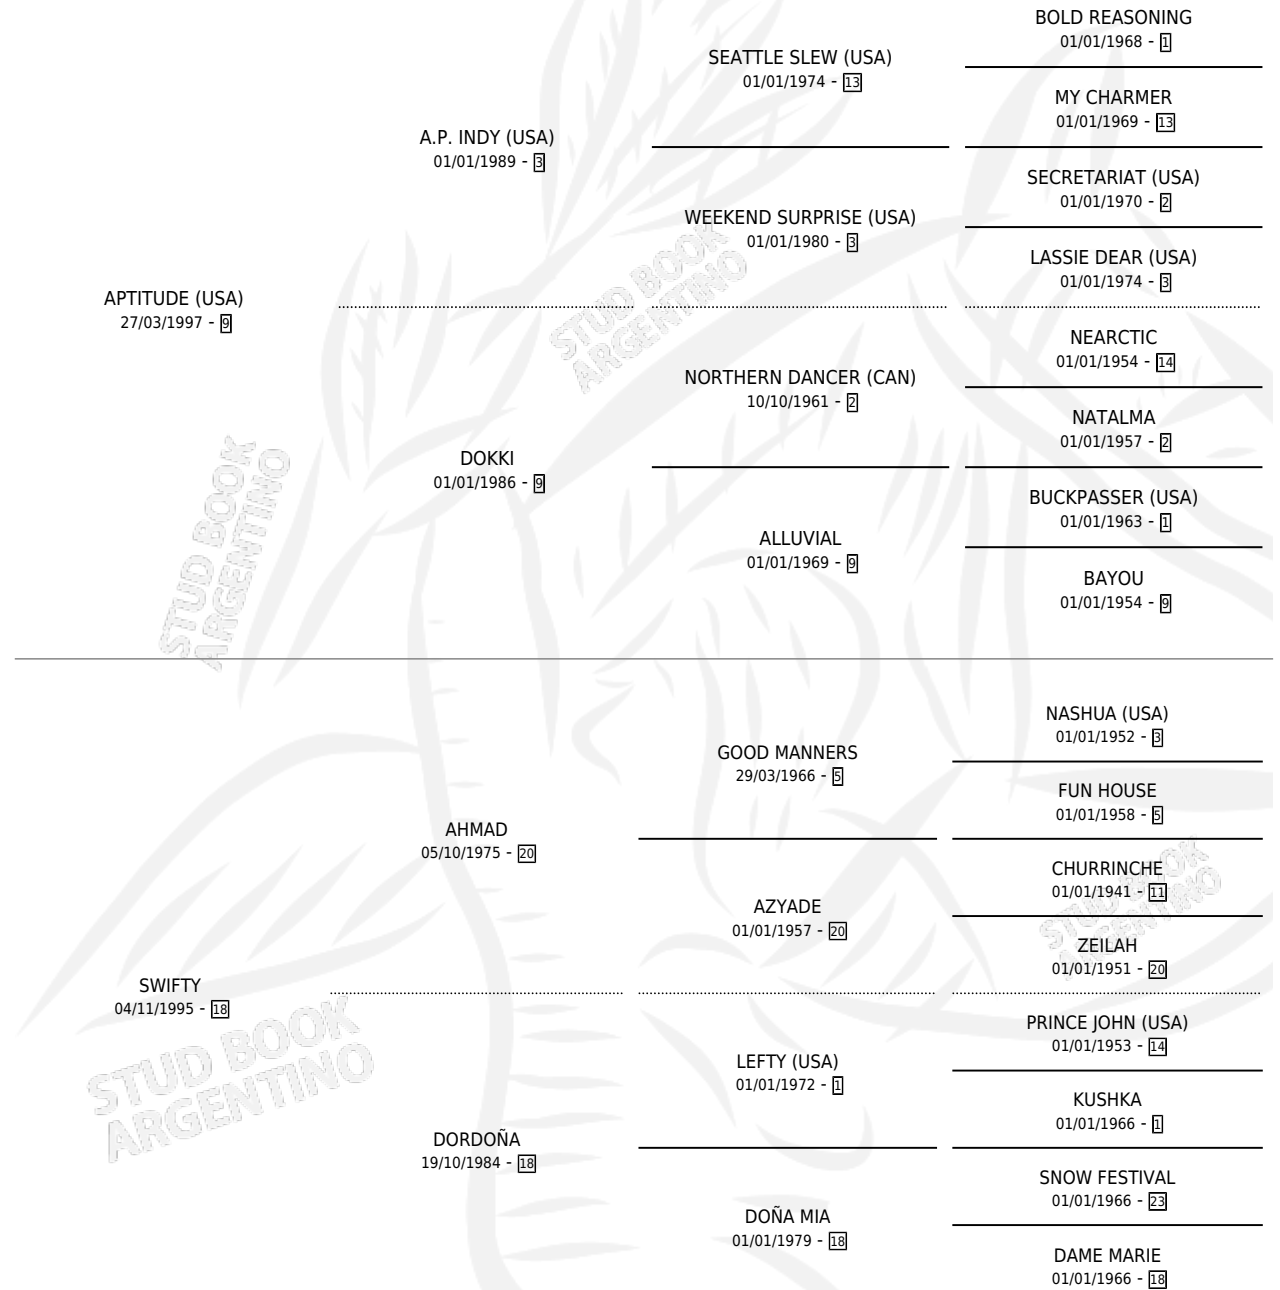 BOLD REASONING
01/01/1968 - 1
SEATTLE SLEW (USA)
01/01/1974 - 13
MY CHARMER
01/01/1969 - 13
A.P. INDY (USA)
01/01/1989 - 3
SECRETARIAT (USA)
01/01/1970 - 2
WEEKEND SURPRISE (USA)
01/01/1980 - 3
LASSIE DEAR (USA)
01/01/1974 - 3
APTITUDE (USA)
27/03/1997 - 9
NEARCTIC
01/01/1954 - 14
NORTHERN DANCER (CAN)
10/10/1961 - 2
NATALMA
01/01/1957 - 2
DOKKI
01/01/1986 - 9
BUCKPASSER (USA)
01/01/1963 - 1
ALLUVIAL
01/01/1969 - 9
BAYOU
01/01/1954 - 9
STUD BOOK
ARGENTINO
STUD BOOK
ARGENTINO
NASHUA (USA)
01/01/1952 - 3
GOOD MANNERS
29/03/1966 - 5
FUN HOUSE
01/01/1958 - 5
AHMAD
05/10/1975 - 20
CHURRINCHE
01/01/1941 - 11
AZYADE
01/01/1957 - 20
ZEILAH
01/01/1951 - 20
STUD BOOK
ARGENTINO
SWIFTY
04/11/1995 - 18
PRINCE JOHN (USA)
01/01/1953 - 14
LEFTY (USA)
01/01/1972 - 1
KUSHKA
01/01/1966 - 1
DORDOÑA
19/10/1984 - 18
SNOW FESTIVAL
01/01/1966 - 23
DOÑA MIA
01/01/1979 - 18
DAME MARIE
01/01/1966 - 18
STUD BOOK
ARGENTINO